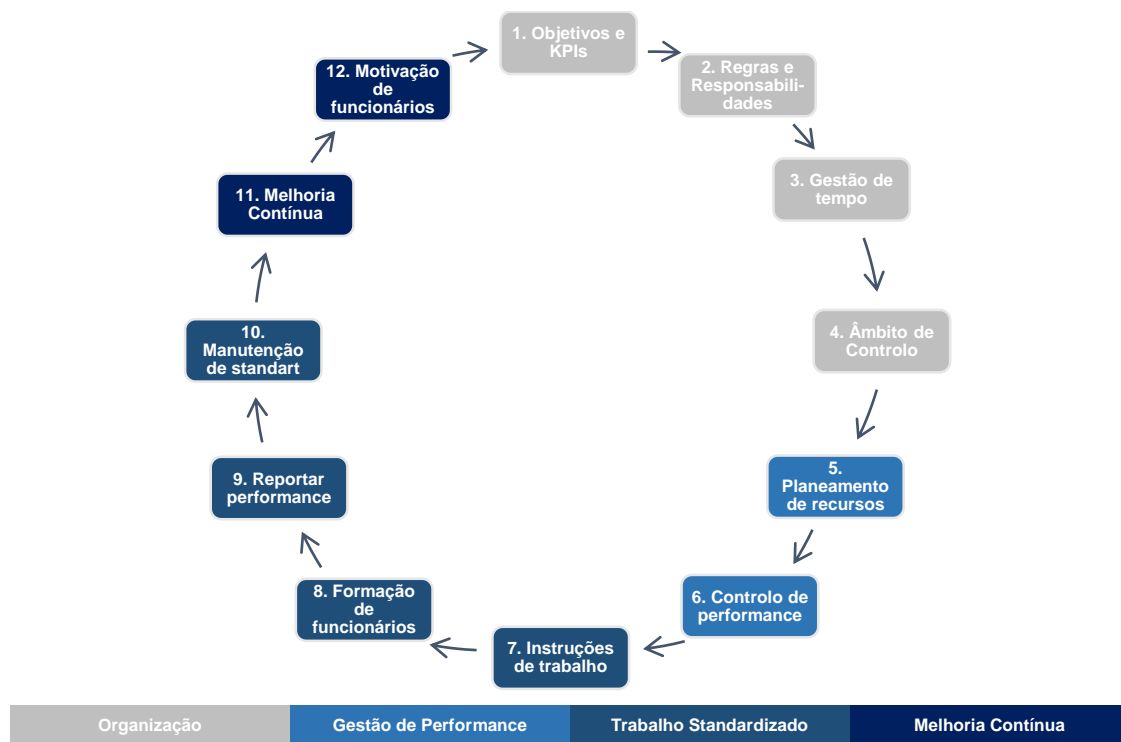 1. Objetivos e
KPIs
2. Regras e
Responsabili-
dades
3. Gestão de
tempo
4. Âmbito de
Controlo
5.
Planeamento
de recursos
6. Controlo de
performance
7. Instruções
de trabalho
8. Formação
de
funcionários
9. Reportar
performance
10.
Manutenção
de standart
11. Melhoria
Contínua
12. Motivação
de
funcionários
Organização
Gestão de Performance
Trabalho Standardizado
Melhoria Contínua